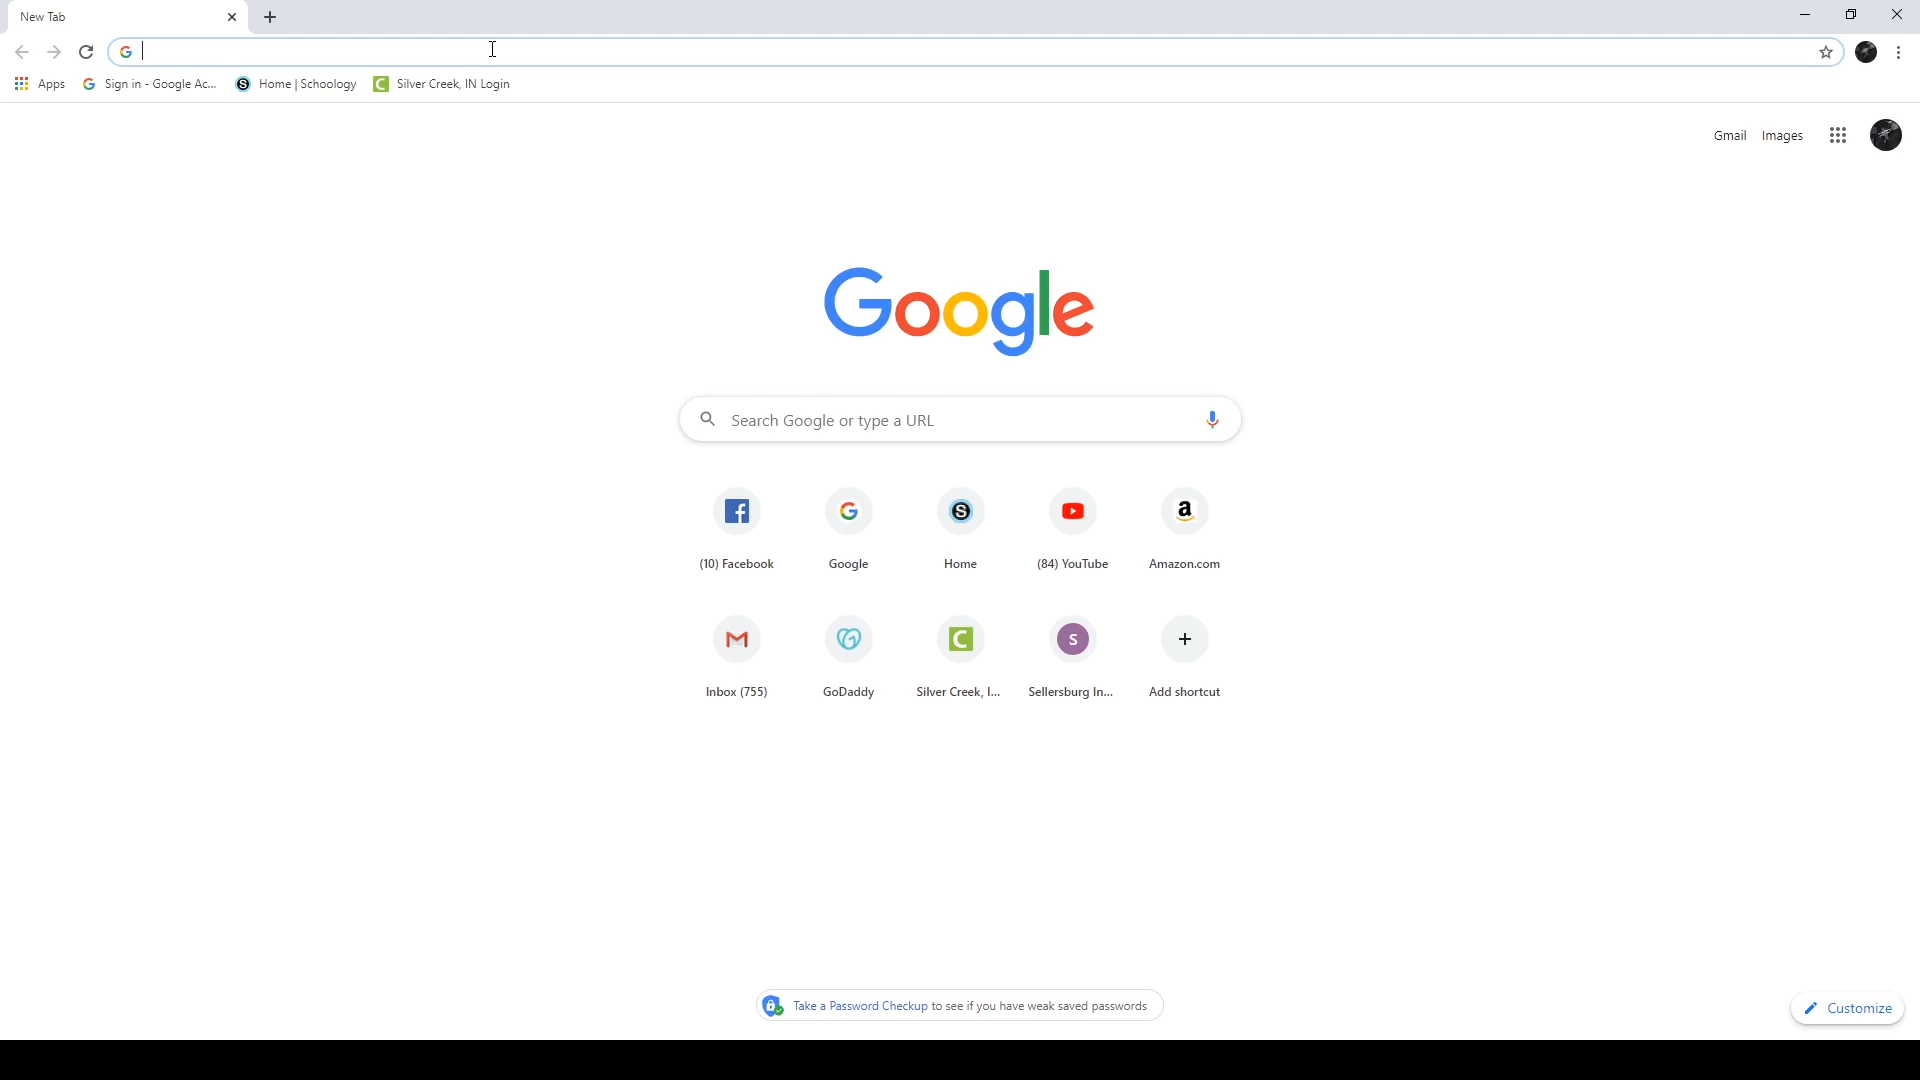 New Tab
Apps Sign in - Google Ac... Home | Schoology Silver Creek, IN Login
Gmail Images
Google
Search Google or type a URL
(10) Facebook Google Home (84) YouTube Amazon.com
Inbox (755) GoDaddy Silver Creek, I... Sellersburg In... Add shortcut
Take a Password Checkup to see if you have weak saved passwords
Customize